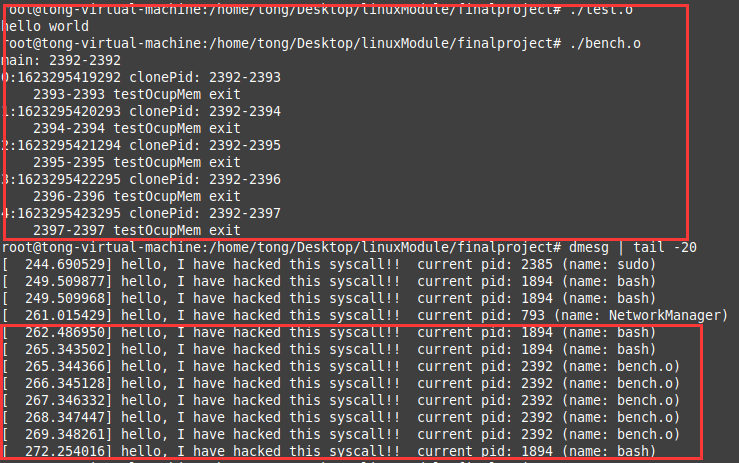 root@tong-virtual-machine:/home/tong/Desktop/linuxModule/finalproject# ./test.o
hello world
root@tong-virtual-machine:/home/tong/Desktop/linuxModule/finalproject# ./bench.o
main: 2392-2392
0:1623295419292 clonePid: 2392-2393
    2393-2393 testOcupMem exit
1:1623295420293 clonePid: 2392-2394
    2394-2394 testOcupMem exit
2:1623295421294 clonePid: 2392-2395
    2395-2395 testOcupMem exit
3:1623295422295 clonePid: 2392-2396
    2396-2396 testOcupMem exit
4:1623295423295 clonePid: 2392-2397
    2397-2397 testOcupMem exit
root@tong-virtual-machine:/home/tong/Desktop/linuxModule/finalproject# dmesg | tail -20
[  244.690529] hello, I have hacked this syscall!!  current pid: 2385 (name: sudo)
[  249.509877] hello, I have hacked this syscall!!  current pid: 1894 (name: bash)
[  249.509968] hello, I have hacked this syscall!!  current pid: 1894 (name: bash)
[  261.015429] hello, I have hacked this syscall!!  current pid: 793 (name: NetworkManager)
[  262.486950] hello, I have hacked this syscall!!  current pid: 1894 (name: bash)
[  265.343502] hello, I have hacked this syscall!!  current pid: 1894 (name: bash)
[  265.344366] hello, I have hacked this syscall!!  current pid: 2392 (name: bench.o)
[  266.345128] hello, I have hacked this syscall!!  current pid: 2392 (name: bench.o)
[  267.346332] hello, I have hacked this syscall!!  current pid: 2392 (name: bench.o)
[  268.347447] hello, I have hacked this syscall!!  current pid: 2392 (name: bench.o)
[  269.348261] hello, I have hacked this syscall!!  current pid: 2392 (name: bench.o)
[  272.254016] hello, I have hacked this syscall!!  current pid: 1894 (name: bash)